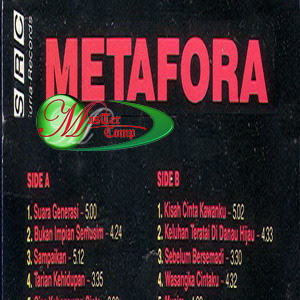 SRC
Suria Records
METAFORA
MasTer
Comp
SIDE A
1. Suara Generasi - 5.00
2. Bukan Impian Semusim - 4.24
3. Sampaikan - 5.12
4. Tarian Kehidupan - 3.35
SIDE B
1. Kisah Cinta Kawanku - 5.02
2. Keluhan Teratai Di Danau Hijau - 4.33
3. Sebelum Bersemadi - 3.30
4. Wasangka Cintaku - 4.32